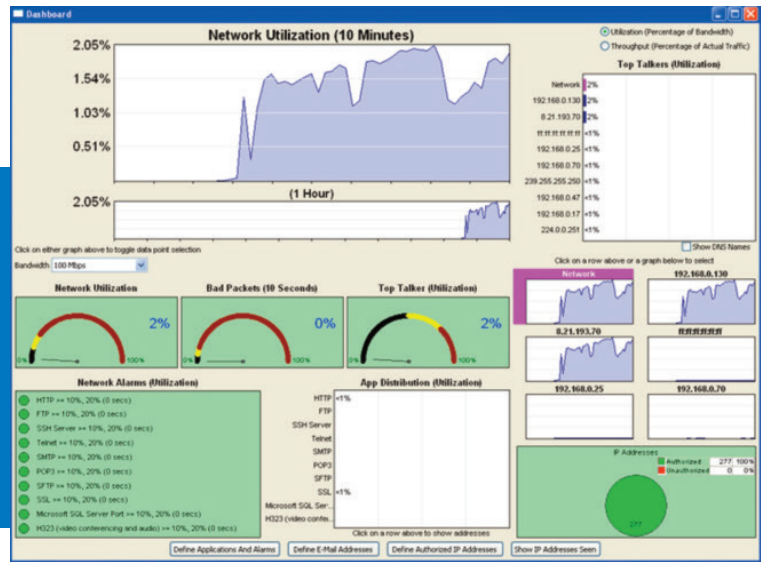 Dashboard
Network Utilization (10 Minutes)
2.05%
1.54%
1.03%
0.51%
(1 Hour)
2.05%
Click on either graph above to toggle data point selection
Bandwidth 100 Mbps
Utilization (Percentage of Bandwidth)
Throughput (Percentage of Actual Traffic)
Top Talkers (Utilization)
Network 2%
192.168.0.130 2%
8.21.193.70 2%
ff.ff.ff.ff.ff.ff <1%
192.168.0.25 <1%
192.168.0.70 <1%
239.255.255.250 <1%
192.168.0.47 <1%
192.168.0.17 <1%
224.0.0.251 <1%
Show DNS Names
Click on a row above or a graph below to select
Network 192.168.0.130
8.21.193.70 ff.ff.ff.ff.ff.ff
192.168.0.25 192.168.0.70
Network Utilization
2%
0% 100%
Bad Packets (10 Seconds)
0%
0% 100%
Top Talker (Utilization)
2%
0% 100%
Network Alarms (Utilization)
HTTP >= 10%, 20% (0 secs)
FTP >= 10%, 20% (0 secs)
SSH Server >= 10%, 20% (0 secs)
Telnet >= 10%, 20% (0 secs)
SMTP >= 10%, 20% (0 secs)
POP3 >= 10%, 20% (0 secs)
SFTP >= 10%, 20% (0 secs)
SSL >= 10%, 20% (0 secs)
Microsoft SQL Server Port >= 10%, 20% (0 secs)
H323 (video conferencing and audio) >= 10%, 20% (0 secs)
App Distribution (Utilization)
HTTP <1%
FTP
SSH Server
Telnet
SMTP
POP3
SFTP
SSL <1%
Microsoft SQL Ser...
H323 (video confer...
Click on a row above to show addresses
IP Addresses
Authorized 277 100%
Unauthorized 0 0%
277
Define Applications And Alarms
Define E-Mail Addresses
Define Authorized IP Addresses
Show IP Addresses Seen